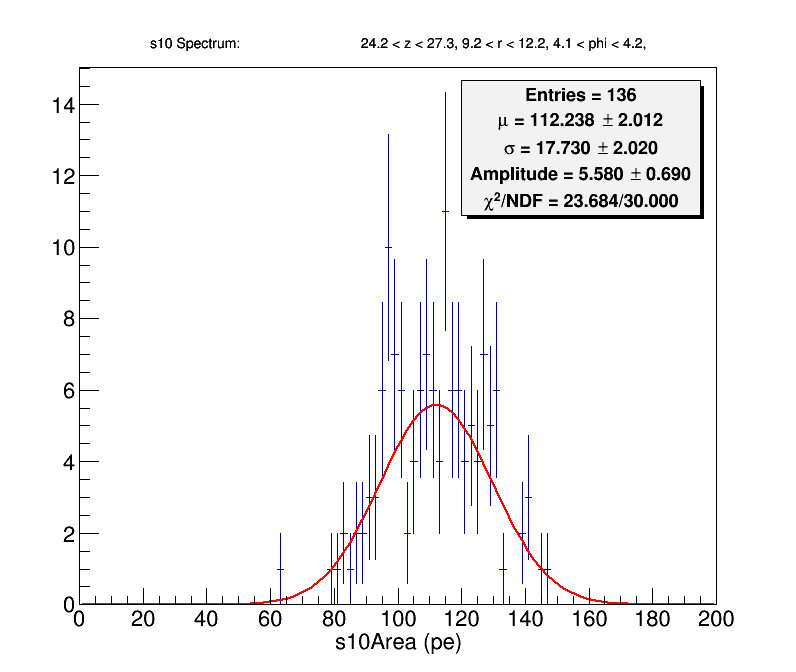 s10 Spectrum: 24.2 < z < 27.3, 9.2 < r < 12.2, 4.1 < phi < 4.2,
Entries = 136
μ = 112.238 ± 2.012
σ = 17.730 ± 2.020
Amplitude = 5.580 ± 0.690
χ²/NDF = 23.684/30.000
14
12
10
8
6
4
2
0
0 20 40 60 80 100 120 140 160 180 200
s10Area (pe)